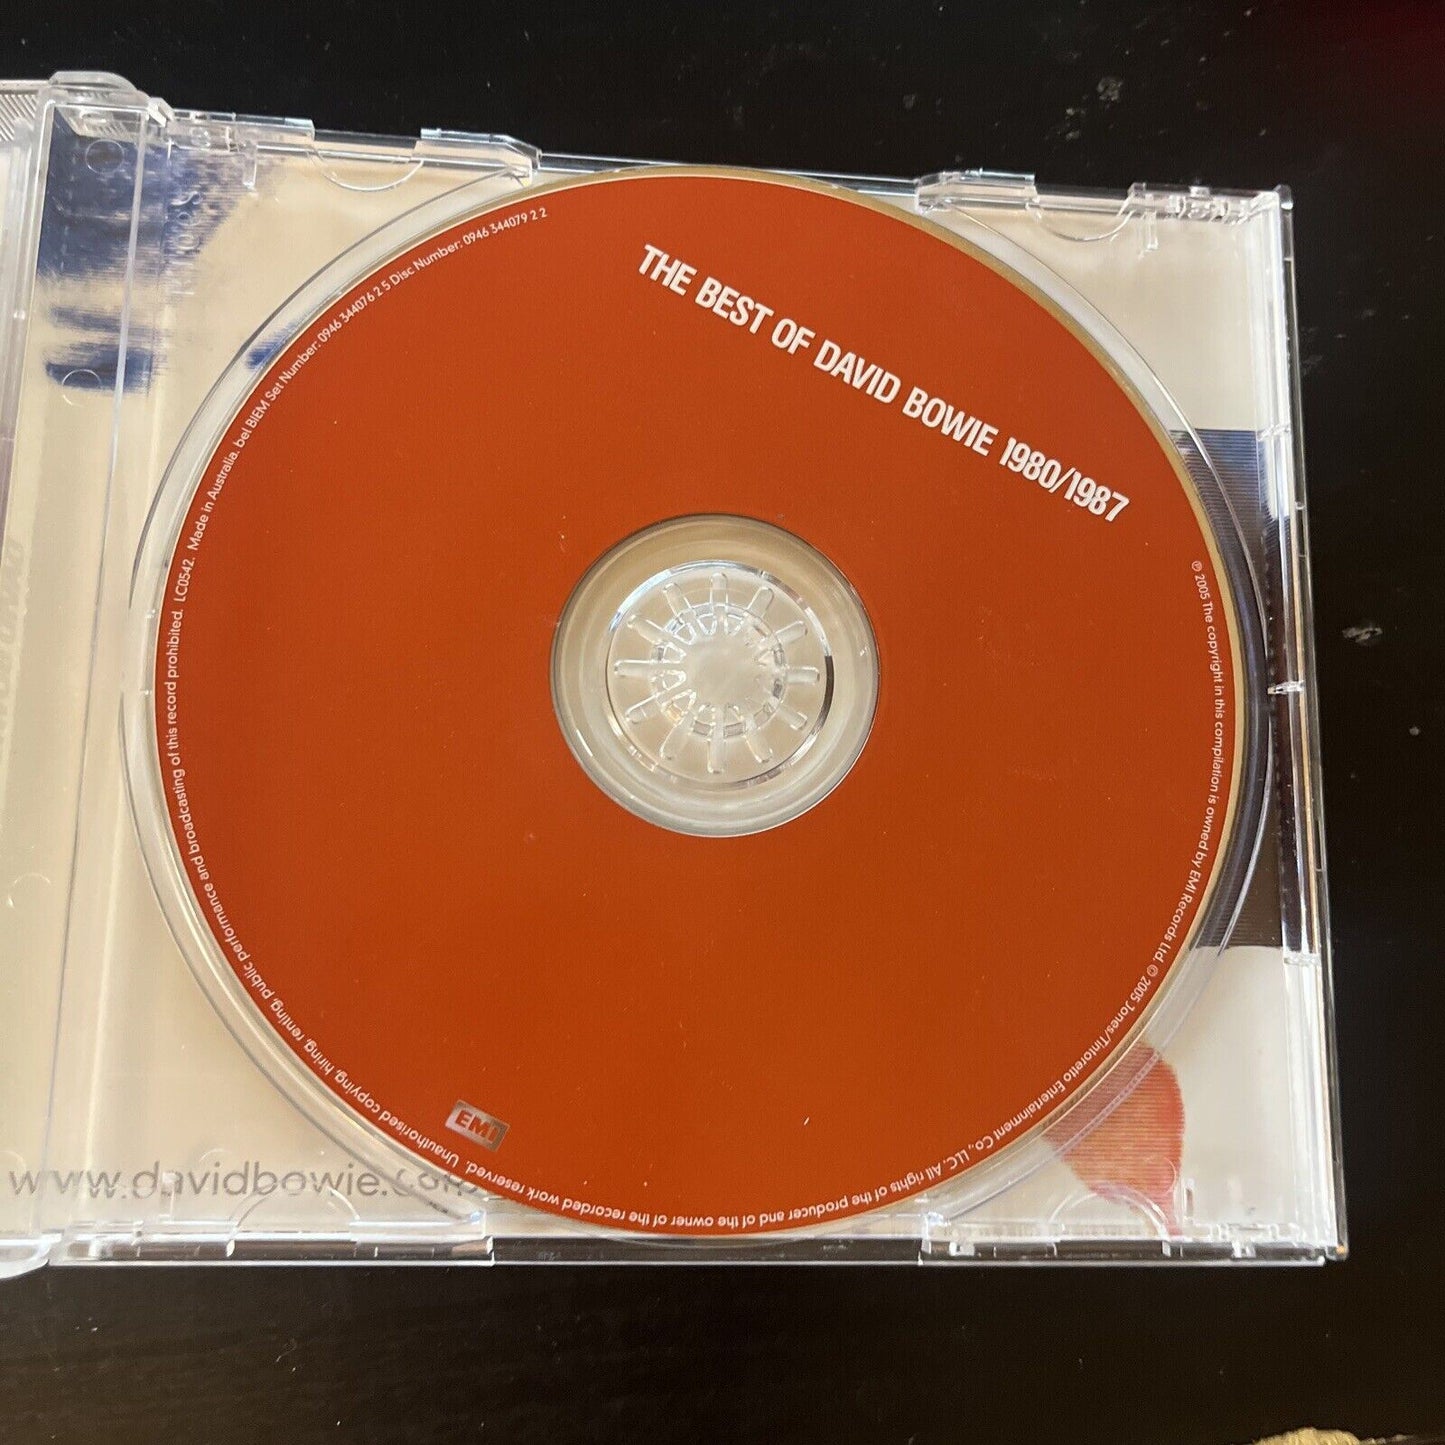 THE BEST OF DAVID BOWIE 1980/1987
℗ 2005 The copyright in this compilation is owned by EMI Records Ltd. © 2005 Jones/Tintoretto Entertainment Co., LLC. All rights of the producer and of the owner of the recorded work reserved. Unauthorised copying, hiring, renting, public performance and broadcasting of this record prohibited. LC0542. Made in Australia. bel BIEM Set Number: 0946 344076 2 5 Disc Number: 0946 344079 2 2
EMI
www.davidbowie.com